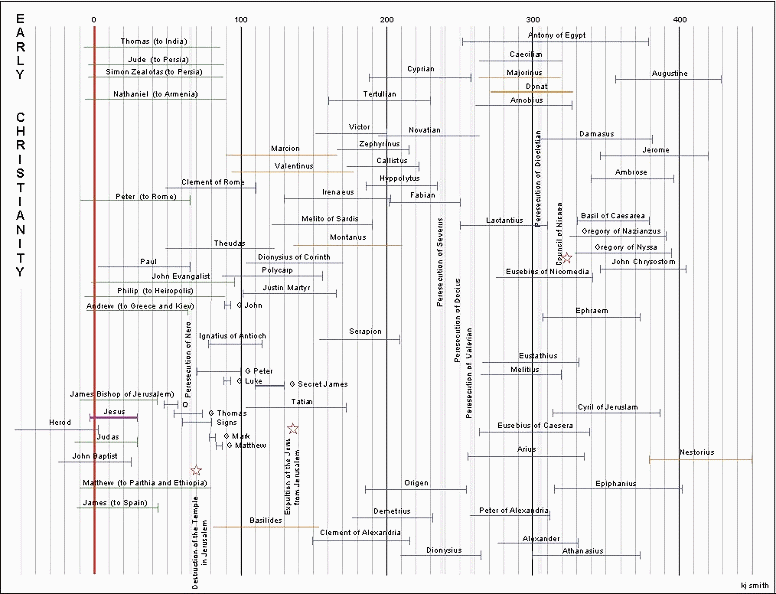 EARLY CHRISTIANITY
0 100 200 300 400
Antony of Egypt
Thomas (to India)
Caecilian
Jude (to Persia)
Simon Zealotas (to Persia)
Cyprian
Majorinus
Augustine
Donat
Nathaniel (to Armenia)
Tertullian
Arnobius
Victor
Novatian
Damasus
Zephyrinus
Marcion
Jerome
Callistus
Valentinus
Ambrose
Hyppolytus
Clement of Rome
Peter (to Rome)
Irenaeus
Fabian
Persecution of Diocletian
Melito of Sardis
Lactantius
Council of Nicaea
Basil of Caesarea
Gregory of Nazianzus
Theudas
Montanus
Gregory of Nyssa
Paul
Dionysius of Corinth
John Chrysostom
Polycarp
Eusebius of Nicomedia
John Evangelist
Philip (to Heiropolis)
Justin Martyr
Peresecution of Severus
Andrew (to Greece and Kiev)
G John
Ephraem
Peresecution of Nero
Ignatius of Antioch
Serapion
Peresecution of Decius
Peresecution of Valerian
Eustathius
G Peter
Melitius
G Luke
G Secret James
James Bishop of Jerusalem)
Q
Tatian
Jesus
G Thomas
Cyril of Jeruslam
Herod
Signs
Eusebius of Caesera
Judas
G Mark
G Matthew
Expultion of the Jews
from Jerusalem
Arius
Nestorius
John Baptist
Matthew (to Parthia and Ethiopia)
Origen
Epiphanius
James (to Spain)
Destruction of the Temple
in Jerusalem
Basilides
Demetrius
Peter of Alexandria
Clement of Alexandria
Alexander
Dionysius
Athanasius
kj smith